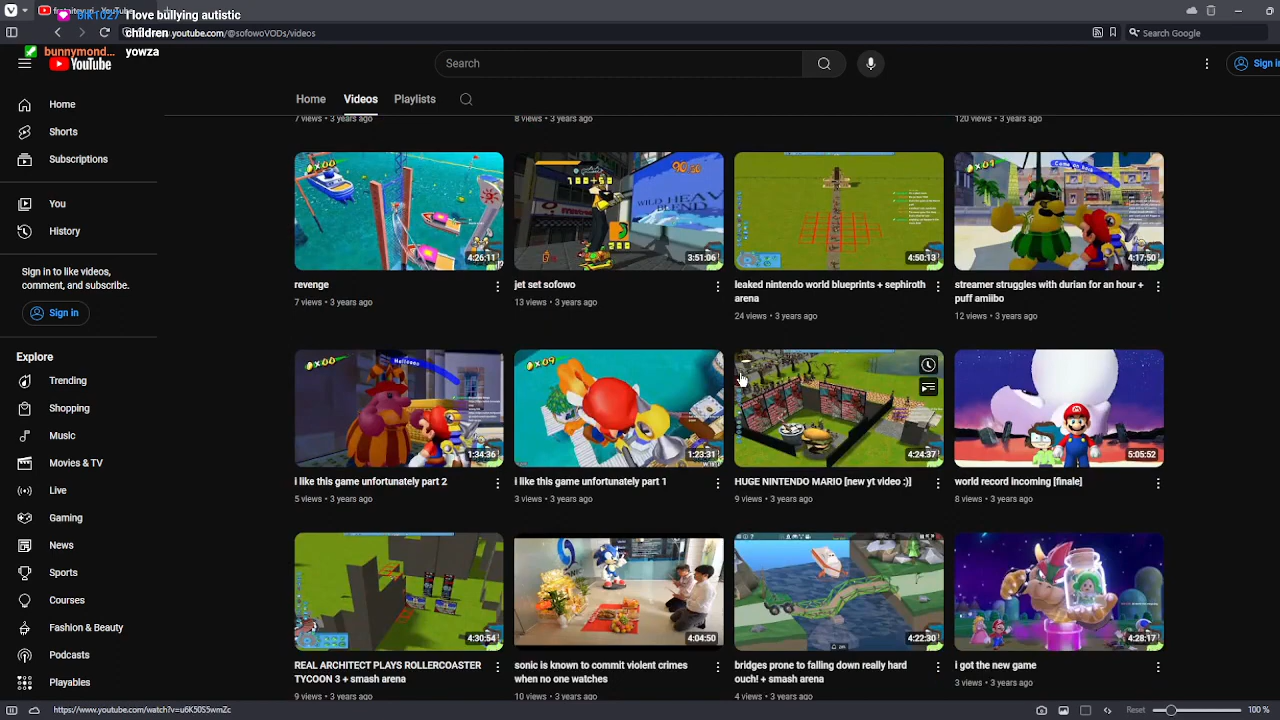 I love bullying autistic
children.youtube.com/@sofowoVODs/videos
Search Google
bunnymond... yowza
YouTube
Search
Sign in
Home
Videos
Playlists
Home
Shorts
Subscriptions
You
History
Sign in to like videos,
comment, and subscribe.
Sign in
Explore
Trending
Shopping
Music
Movies & TV
Live
Gaming
News
Sports
Courses
Fashion & Beauty
Podcasts
Playables
7 views • 3 years ago
8 views • 3 years ago
120 views • 3 years ago
4:26:11
3:51:06
4:50:13
4:17:50
revenge
7 views • 3 years ago
jet set sofowo
13 views • 3 years ago
leaked nintendo world blueprints + sephiroth
arena
24 views • 3 years ago
streamer struggles with durian for an hour +
puff amiibo
12 views • 3 years ago
1:34:36
1:23:31
4:24:37
5:05:52
i like this game unfortunately part 2
5 views • 3 years ago
i like this game unfortunately part 1
3 views • 3 years ago
HUGE NINTENDO MARIO [new yt video :)]
9 views • 3 years ago
world record incoming [finale]
8 views • 3 years ago
4:30:54
4:04:50
4:22:30
4:28:17
REAL ARCHITECT PLAYS ROLLERCOASTER
TYCOON 3 + smash arena
9 views • 3 years ago
sonic is known to commit violent crimes
when no one watches
10 views • 3 years ago
bridges prone to falling down really hard
ouch! + smash arena
4 views • 3 years ago
i got the new game
3 views • 3 years ago
https://www.youtube.com/watch?v=u6K50S5wmZc
Reset
100 %